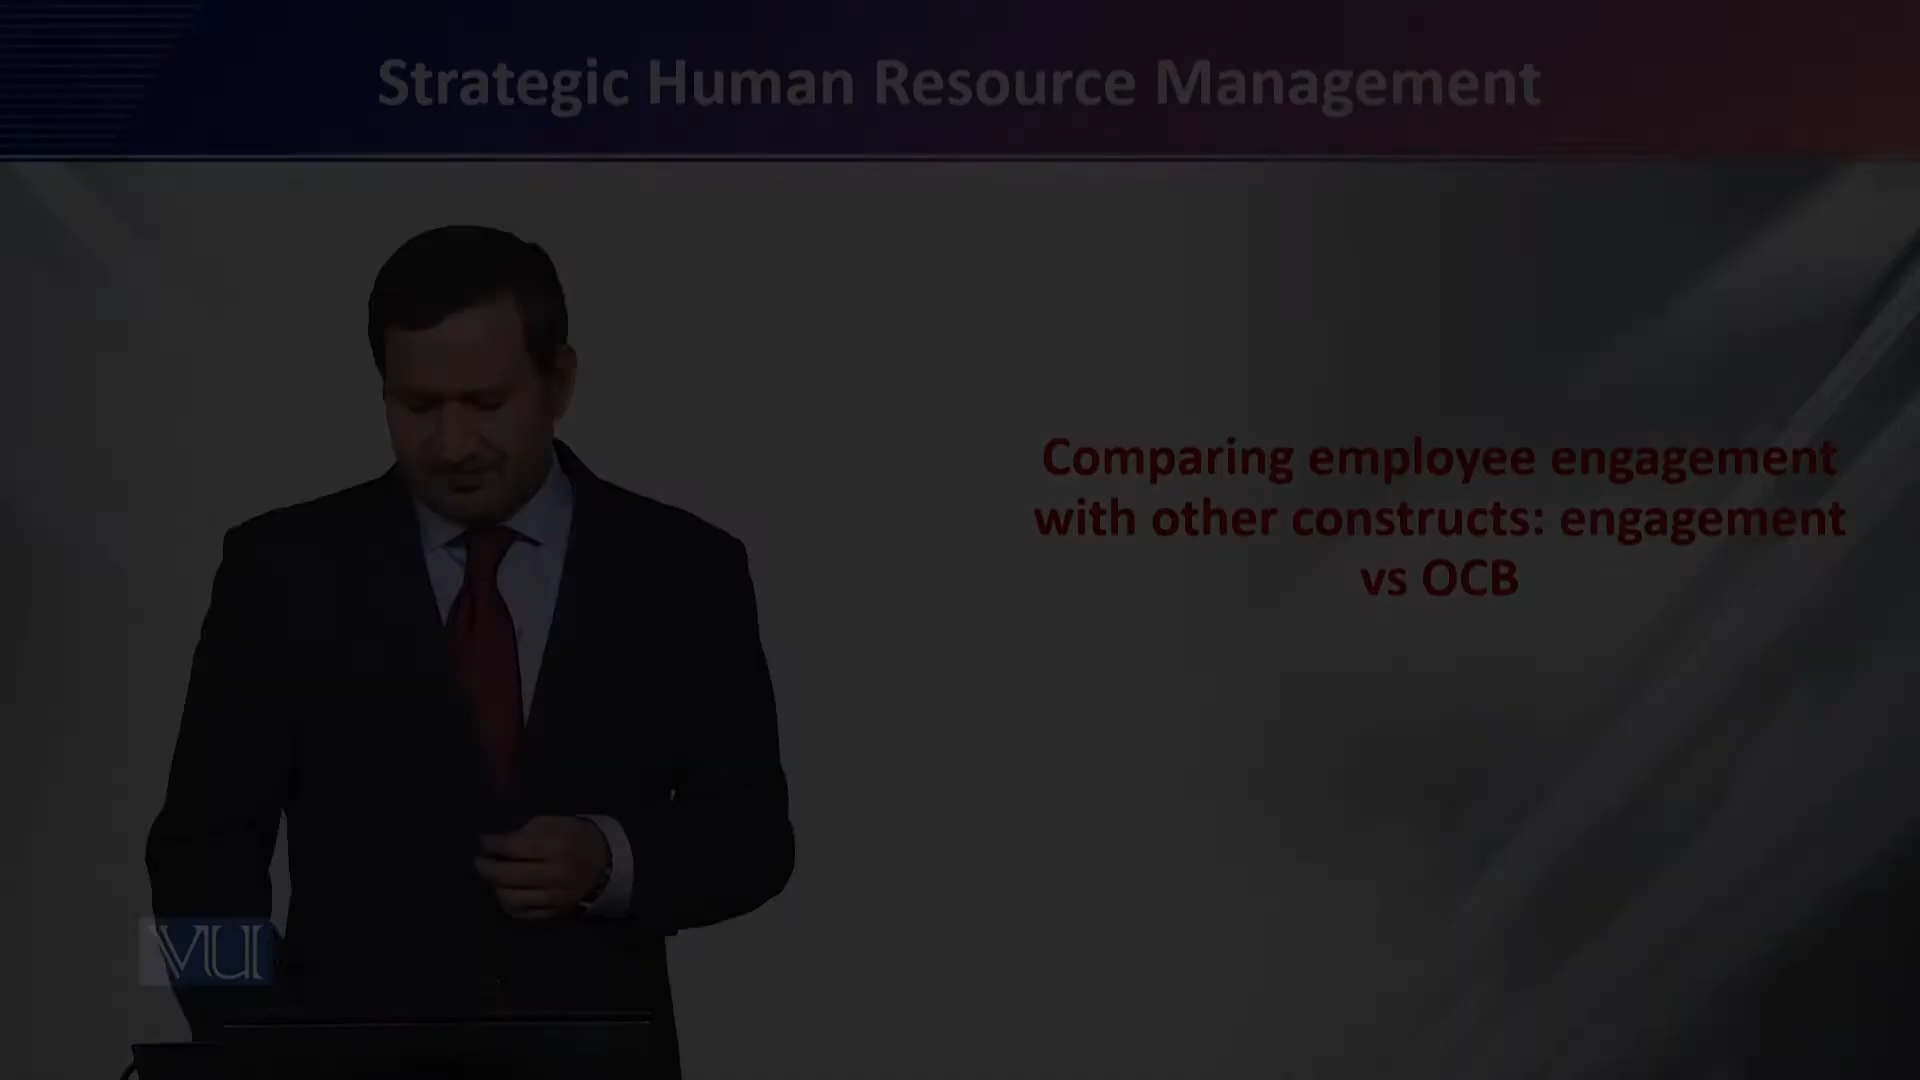 Strategic Human Resource Management
Comparing employee engagement
with other constructs: engagement
vs OCB
VU